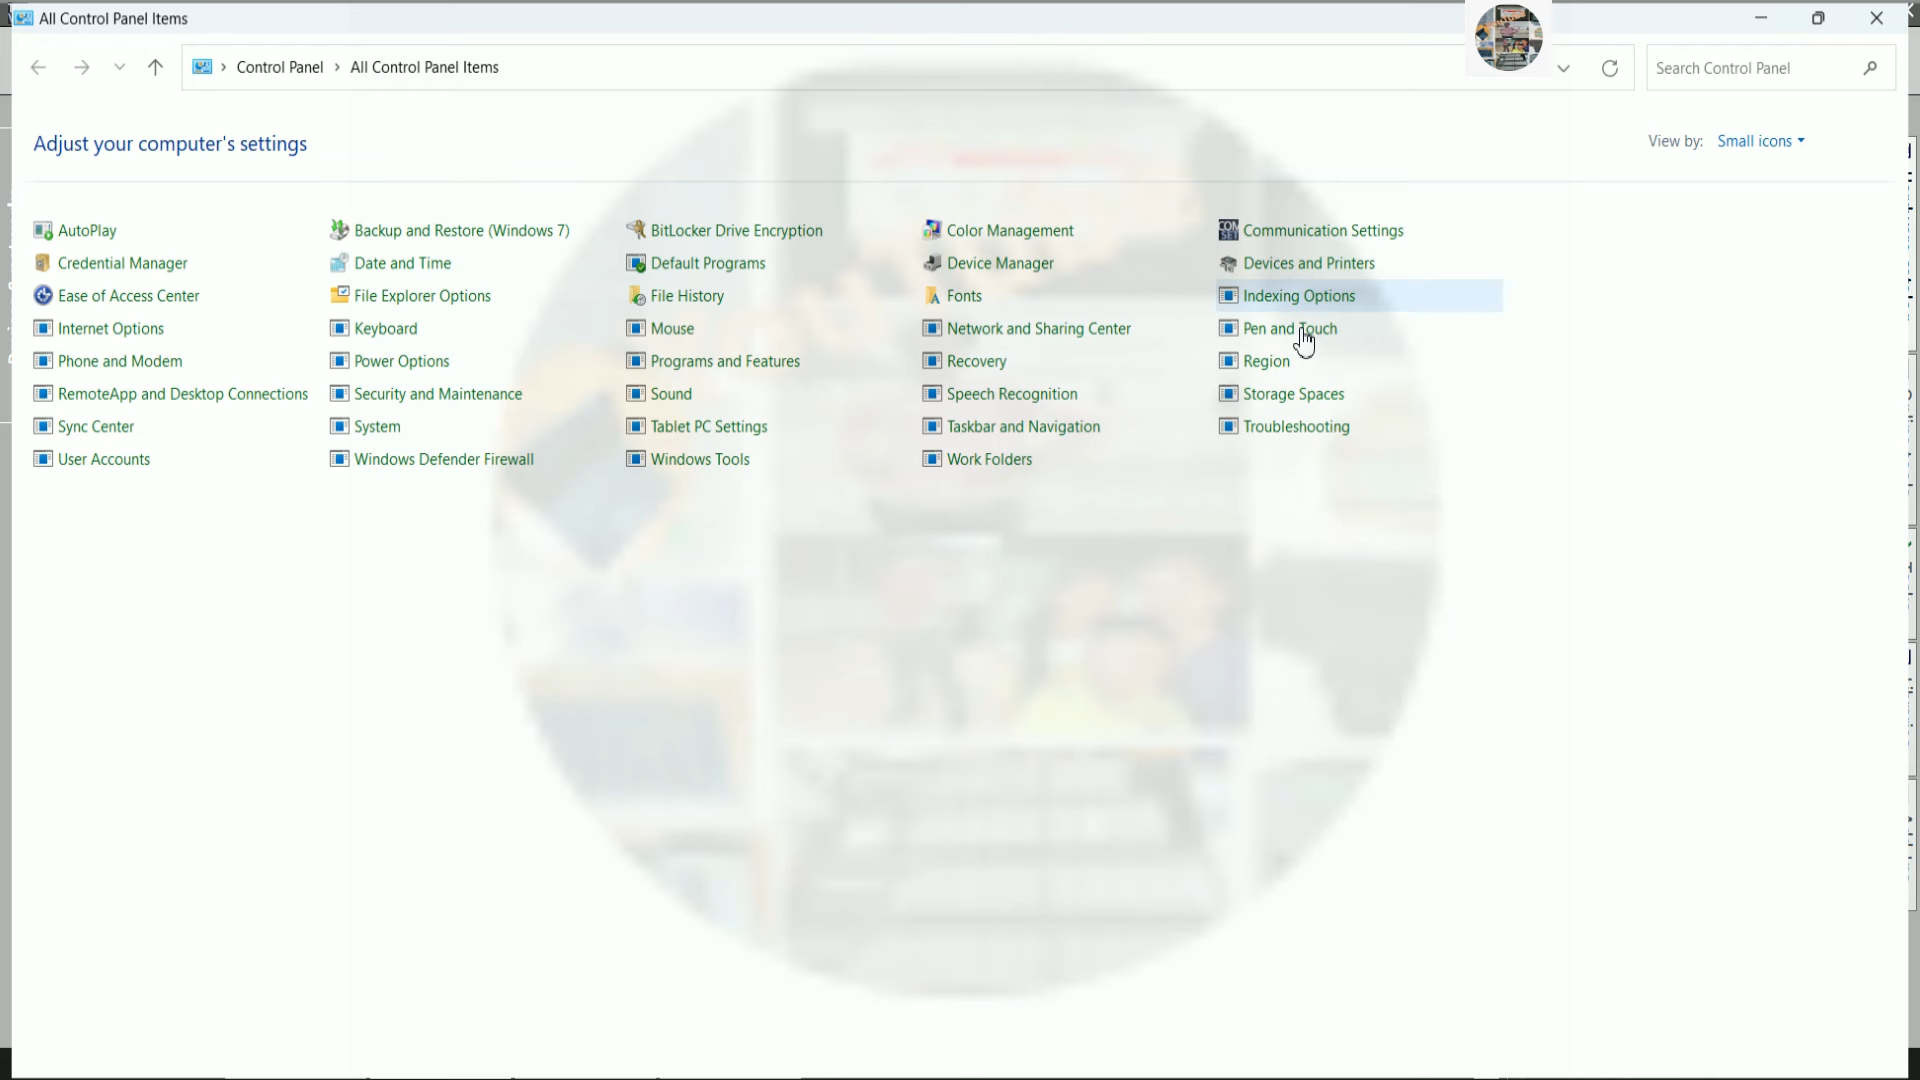 All Control Panel Items
Control Panel > All Control Panel Items
Search Control Panel
Adjust your computer's settings
View by: Small icons
AutoPlay Backup and Restore (Windows 7) BitLocker Drive Encryption Color Management Communication Settings
Credential Manager Date and Time Default Programs Device Manager Devices and Printers
Ease of Access Center File Explorer Options File History Fonts Indexing Options
Internet Options Keyboard Mouse Network and Sharing Center Pen and Touch
Phone and Modem Power Options Programs and Features Recovery Region
RemoteApp and Desktop Connections Security and Maintenance Sound Speech Recognition Storage Spaces
Sync Center System Tablet PC Settings Taskbar and Navigation Troubleshooting
User Accounts Windows Defender Firewall Windows Tools Work Folders